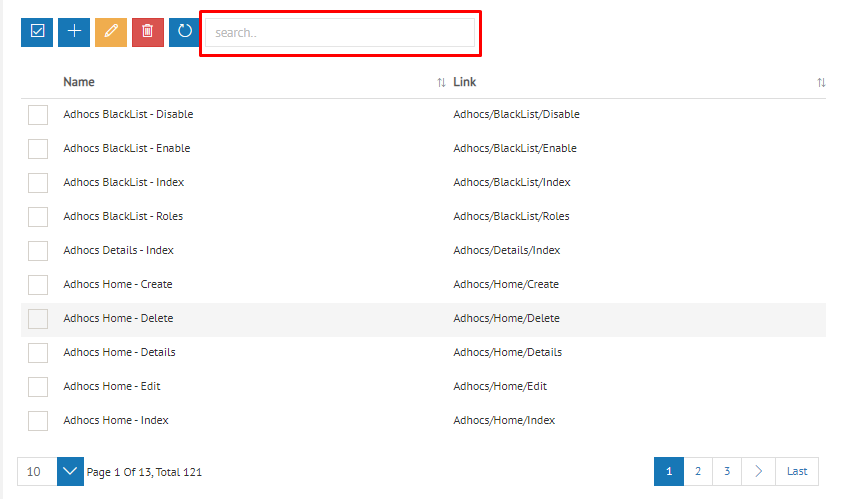 search..
Name Link
Adhocs BlackList - Disable Adhocs/BlackList/Disable
Adhocs BlackList - Enable Adhocs/BlackList/Enable
Adhocs BlackList - Index Adhocs/BlackList/Index
Adhocs BlackList - Roles Adhocs/BlackList/Roles
Adhocs Details - Index Adhocs/Details/Index
Adhocs Home - Create Adhocs/Home/Create
Adhocs Home - Delete Adhocs/Home/Delete
Adhocs Home - Details Adhocs/Home/Details
Adhocs Home - Edit Adhocs/Home/Edit
Adhocs Home - Index Adhocs/Home/Index
10 Page 1 Of 13, Total 121 1 2 3 Last